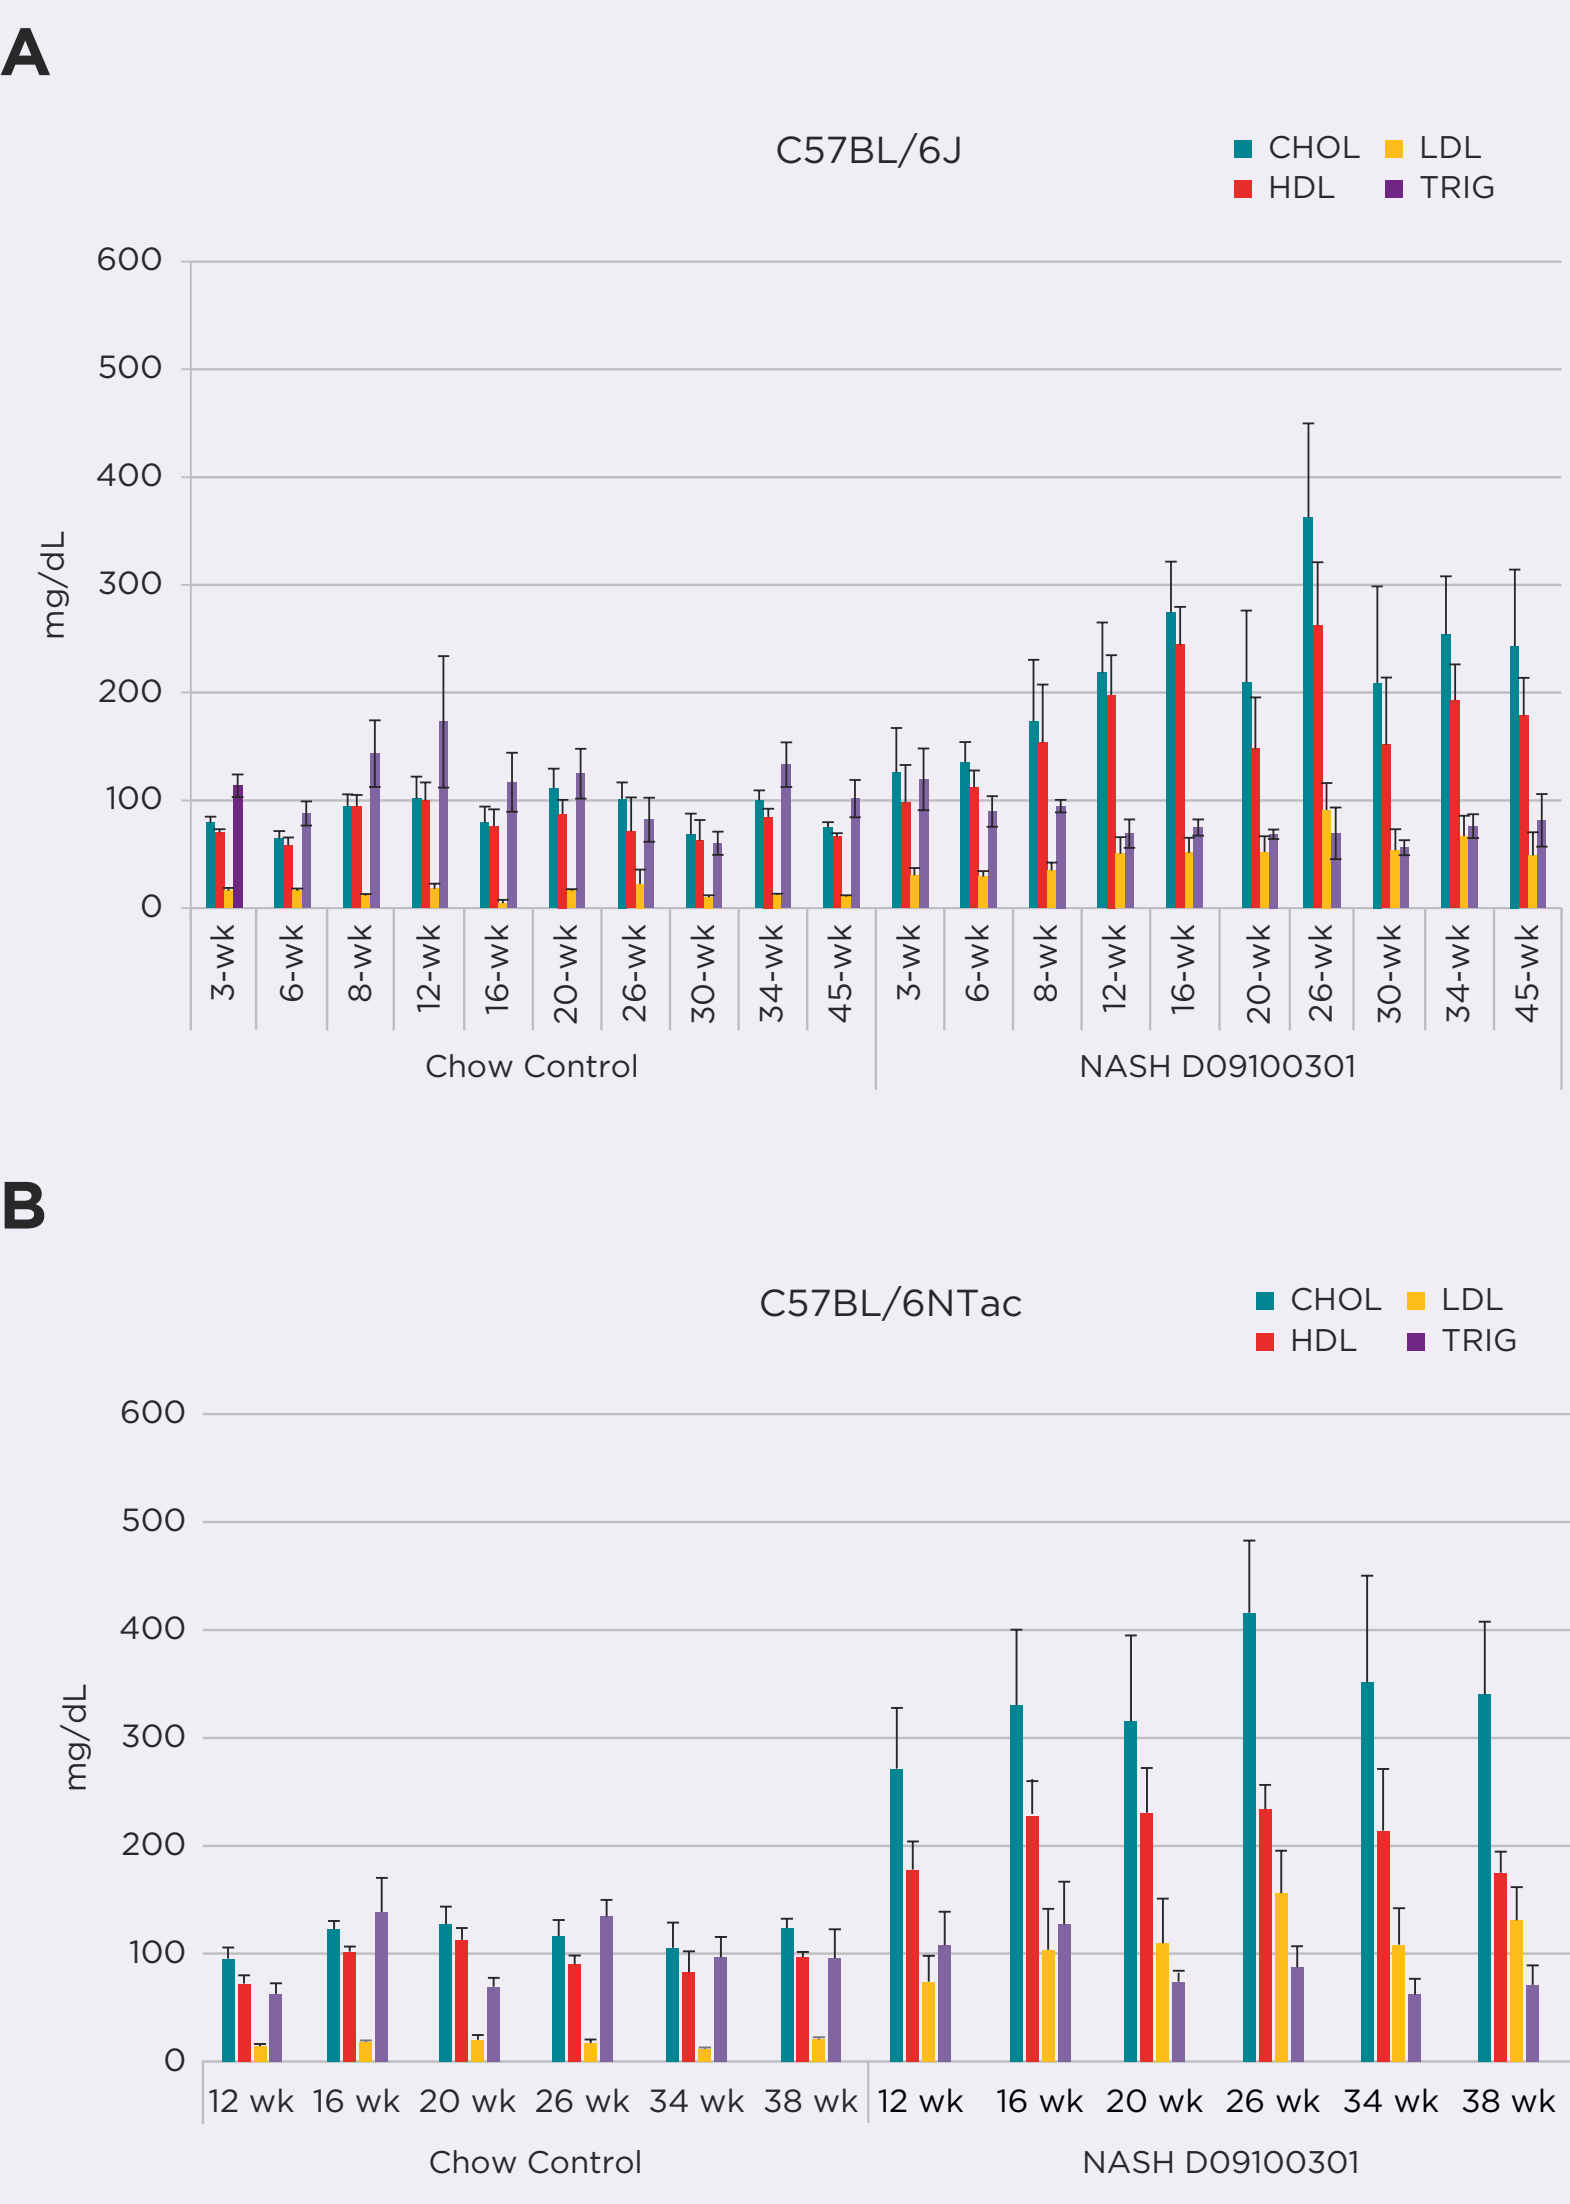 A
C57BL/6J
CHOL LDL
HDL TRIG
600
500
400
300
200
100
0
mg/dL
3-wk 6-wk 8-wk 12-wk 16-wk 20-wk 26-wk 30-wk 34-wk 45-wk 3-wk 6-wk 8-wk 12-wk 16-wk 20-wk 26-wk 30-wk 34-wk 45-wk
Chow Control NASH D09100301
B
C57BL/6NTac
CHOL LDL
HDL TRIG
600
500
400
300
200
100
0
mg/dL
12 wk 16 wk 20 wk 26 wk 34 wk 38 wk 12 wk 16 wk 20 wk 26 wk 34 wk 38 wk
Chow Control NASH D09100301